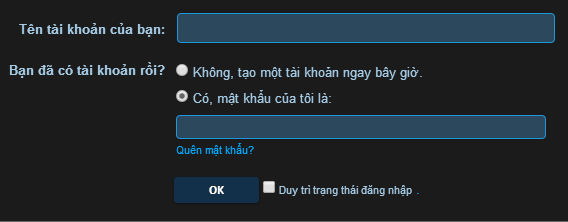 Tên tài khoản của bạn:
Bạn đã có tài khoản rồi?
Không, tạo một tài khoản ngay bây giờ.
Có, mật khẩu của tôi là:
Quên mật khẩu?
OK Duy trì trạng thái đăng nhập .